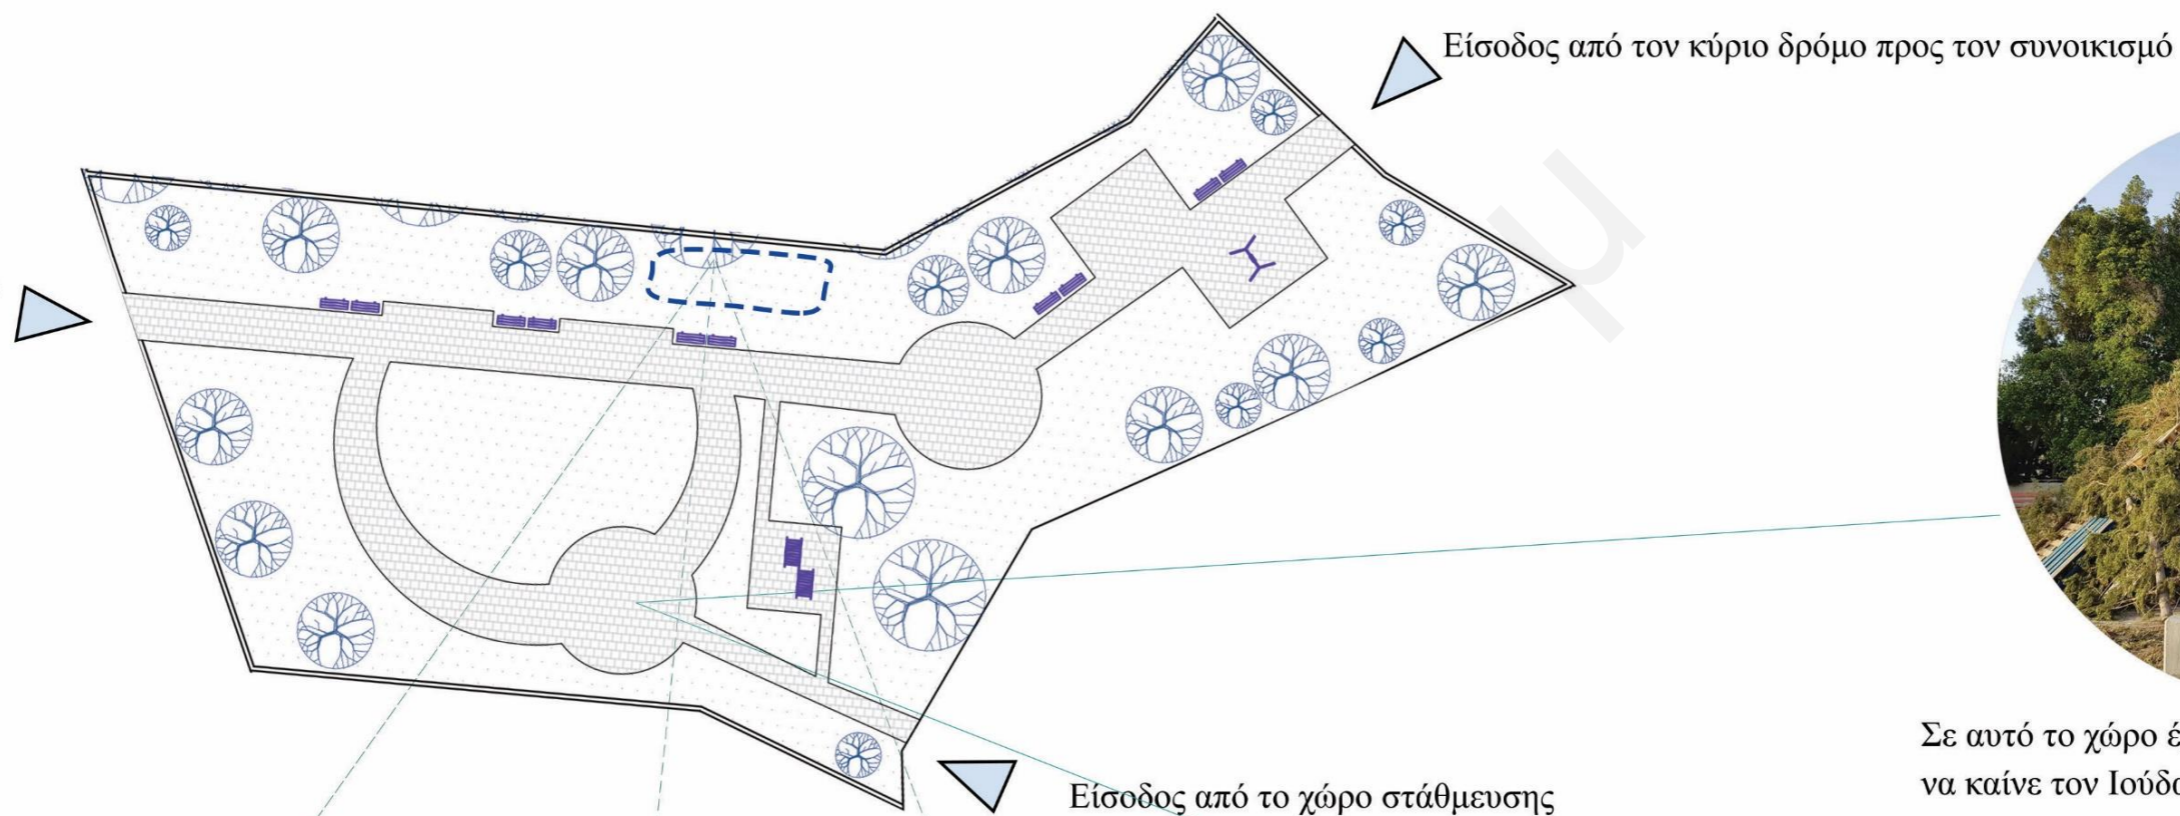 Είσοδος από τον κύριο δρόμο προς τον συνοικισμό
μ
Σε αυτό το χώρο
να καίνε τον
Είσοδος από το χώρο στάθμευσης